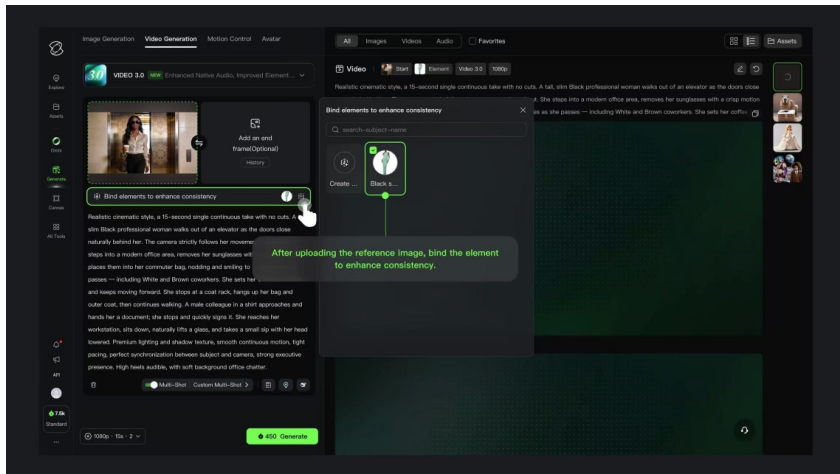 Image Generation
Video Generation
Motion Control
Avatar
All
Images
Videos
Audio
Favorites
Assets
Explore
Assets
Omni
Generate
Canvas
All Tools
API
7.5k
Standard
3.0
VIDEO 3.0 NEW Enhanced Native Audio, Improved Element...
Add an end
frame(Optional)
History
Bind elements to enhance consistency
Realistic cinematic style, a 15-second single continuous take with no cuts. A
slim Black professional woman walks out of an elevator as the doors close
naturally behind her. The camera strictly follows her moveme
steps into a modern office area, removes her sunglasses wit
places them into her commuter bag, nodding and smiling to
passes — including White and Brown coworkers. She sets her
and keeps moving forward. She stops at a coat rack, hangs up her bag and
outer coat, then continues walking. A male colleague in a shirt approaches and
hands her a document; she stops and quickly signs it. She reaches her
workstation, sits down, naturally lifts a glass, and takes a small sip with her head
lowered. Premium lighting and shadow texture, smooth continuous motion, tight
pacing, perfect synchronization between subject and camera, strong executive
presence. High heels audible, with soft background office chatter.
Multi-Shot
Custom Multi-Shot
1080p · 15s · 2
450 Generate
Video
Start
Element
Video 3.0
1080p
Realistic cinematic style, a 15-second single continuous take with no cuts. A tall, slim Black professional woman walks out of an elevator as the doors close
She steps into a modern office area, removes her sunglasses with a crisp motion
as she passes — including White and Brown coworkers. She sets her coffee
Bind elements to enhance consistency
search-subject-name
Create ...
Black s...
After uploading the reference image, bind the element
to enhance consistency.